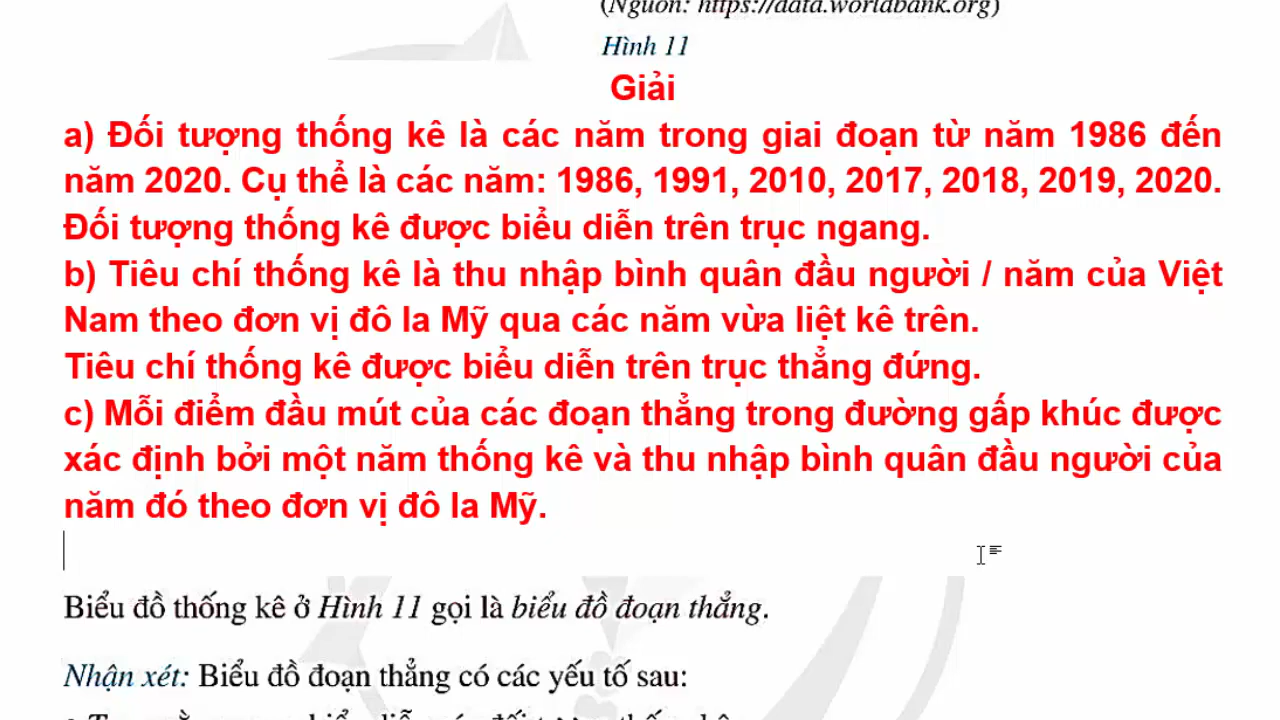 (Nguồn: https://data.worldbank.org)
Hình 11
Giải
a) Đối tượng thống kê là các năm trong giai đoạn từ năm 1986 đến
năm 2020. Cụ thể là các năm: 1986, 1991, 2010, 2017, 2018, 2019, 2020.
Đối tượng thống kê được biểu diễn trên trục ngang.
b) Tiêu chí thống kê là thu nhập bình quân đầu người / năm của Việt
Nam theo đơn vị đô la Mỹ qua các năm vừa liệt kê trên.
Tiêu chí thống kê được biểu diễn trên trục thẳng đứng.
c) Mỗi điểm đầu mút của các đoạn thẳng trong đường gấp khúc được
xác định bởi một năm thống kê và thu nhập bình quân đầu người của
năm đó theo đơn vị đô la Mỹ.
Biểu đồ thống kê ở Hình 11 gọi là biểu đồ đoạn thẳng.
Nhận xét: Biểu đồ đoạn thẳng có các yếu tố sau: